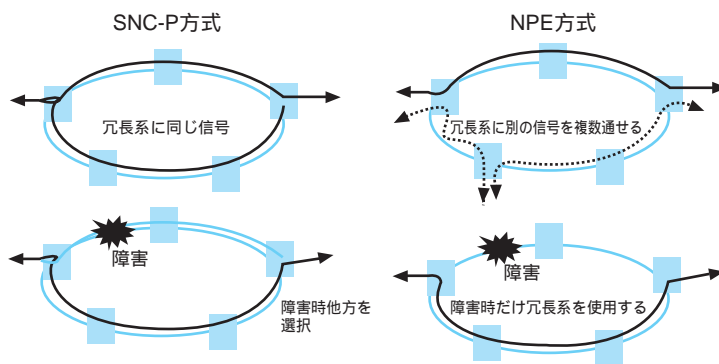 SNC-P方式
NPE方式
冗長系に同じ信号
冗長系に別の信号を複数通せる
障害
障害時他方を
選択
障害
障害時だけ冗長系を使用する